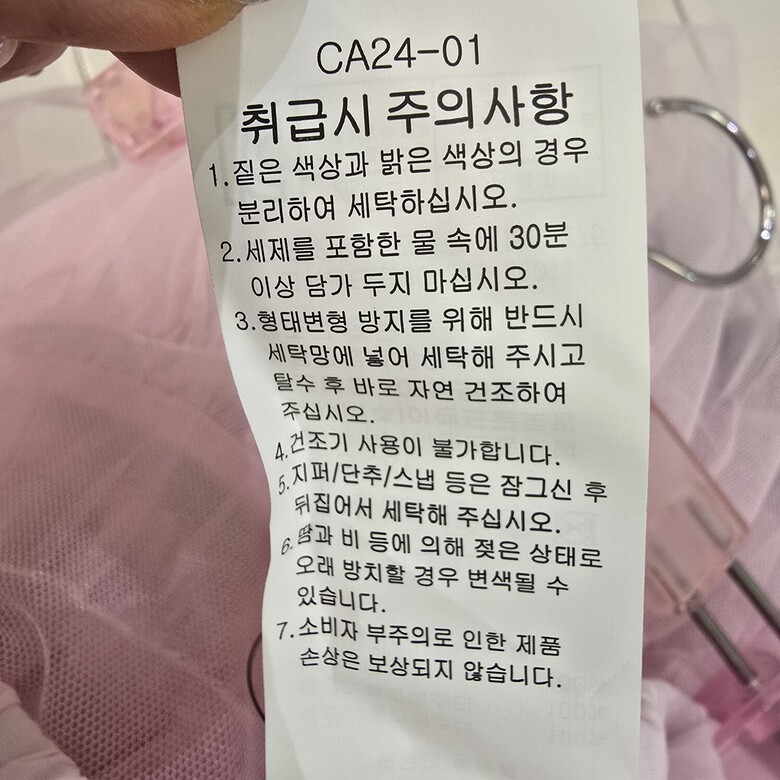 CA24-01
취급시 주의사항
1.짙은 색상과 밝은 색상의 경우
분리하여 세탁하십시오.
2.세제를 포함한 물 속에 30분
이상 담가 두지 마십시오.
3.형태변형 방지를 위해 반드시
세탁망에 넣어 세탁해 주시고
탈수 후 바로 자연 건조하여
주십시오.
4.건조기 사용이 불가합니다.
5.지퍼/단추/스냅 등은 잠그신 후
뒤집어서 세탁해 주십시오.
6.땀과 비 등에 의해 젖은 상태로
오래 방치할 경우 변색될 수
있습니다.
7.소비자 부주의로 인한 제품
손상은 보상되지 않습니다.